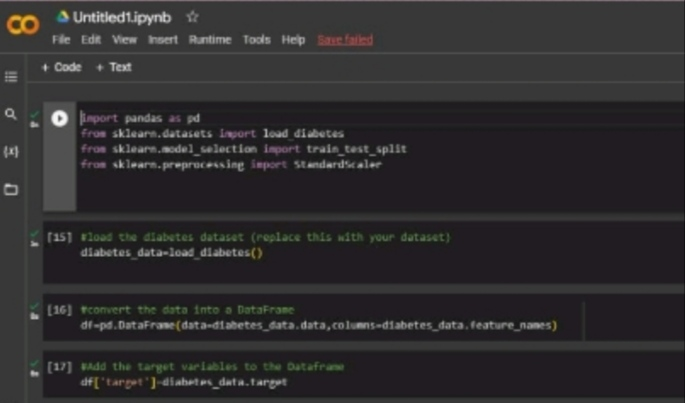 Untitled1.ipynb
File Edit View Insert Runtime Tools Help Save failed
+ Code + Text
import pandas as pd
from sklearn.datasets import load_diabetes
from sklearn.model_selection import train_test_split
from sklearn.preprocessing import StandardScaler
[15] #load the diabetes dataset (replace this with your dataset)
diabetes_data=load_diabetes()
[16] #convert the data into a DataFrame
df=pd.DataFrame(data=diabetes_data.data,columns=diabetes_data.feature_names)
[17] #Add the target variables to the Dataframe
df['target']=diabetes_data.target